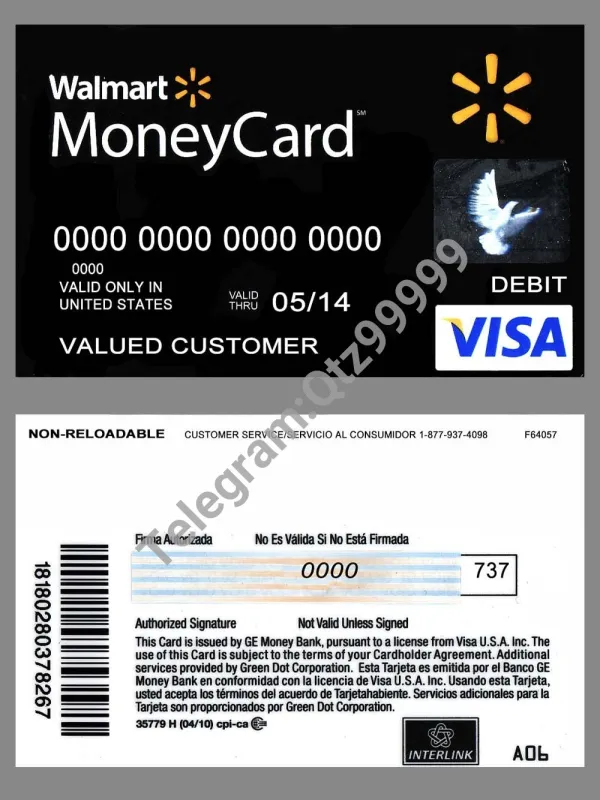 Walmart
MoneyCard℠
0000 0000 0000 0000
0000
VALID ONLY IN
UNITED STATES
VALID
THRU 05/14
VALUED CUSTOMER
DEBIT
VISA
Telegram:Qtz99999
NON-RELOADABLE CUSTOMER SERVICE/SERVICIO AL CONSUMIDOR 1-877-937-4098 F64057
Firma Autorizada No Es Válida Si No Está Firmada
0000 737
Authorized Signature Not Valid Unless Signed
This Card is issued by GE Money Bank, pursuant to a license from Visa U.S.A. Inc. The
use of this Card is subject to the terms of your Cardholder Agreement. Additional
services provided by Green Dot Corporation. Esta Tarjeta es emitida por el Banco GE
Money Bank en conformidad con la licencia de Visa U.S.A. Inc. Usando esta Tarjeta,
usted acepta los términos del acuerdo de Tarjetahabiente. Servicios adicionales para la
Tarjeta son proporcionados por Green Dot Corporation.
35779 H (04/10) cpi-ca
18180280378267
INTERLINK
A06